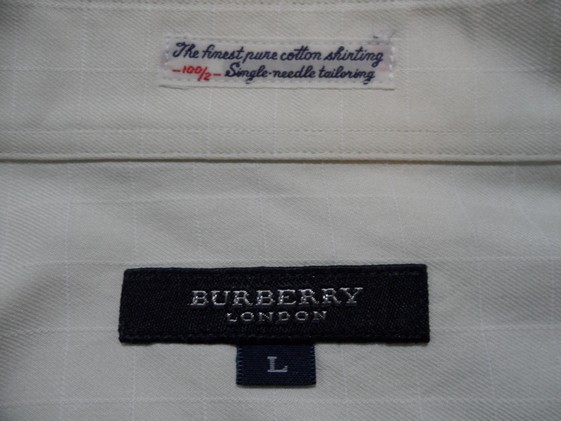 The finest pure cotton shirting
-100/2- Single-needle tailoring
BURBERRY
LONDON
L